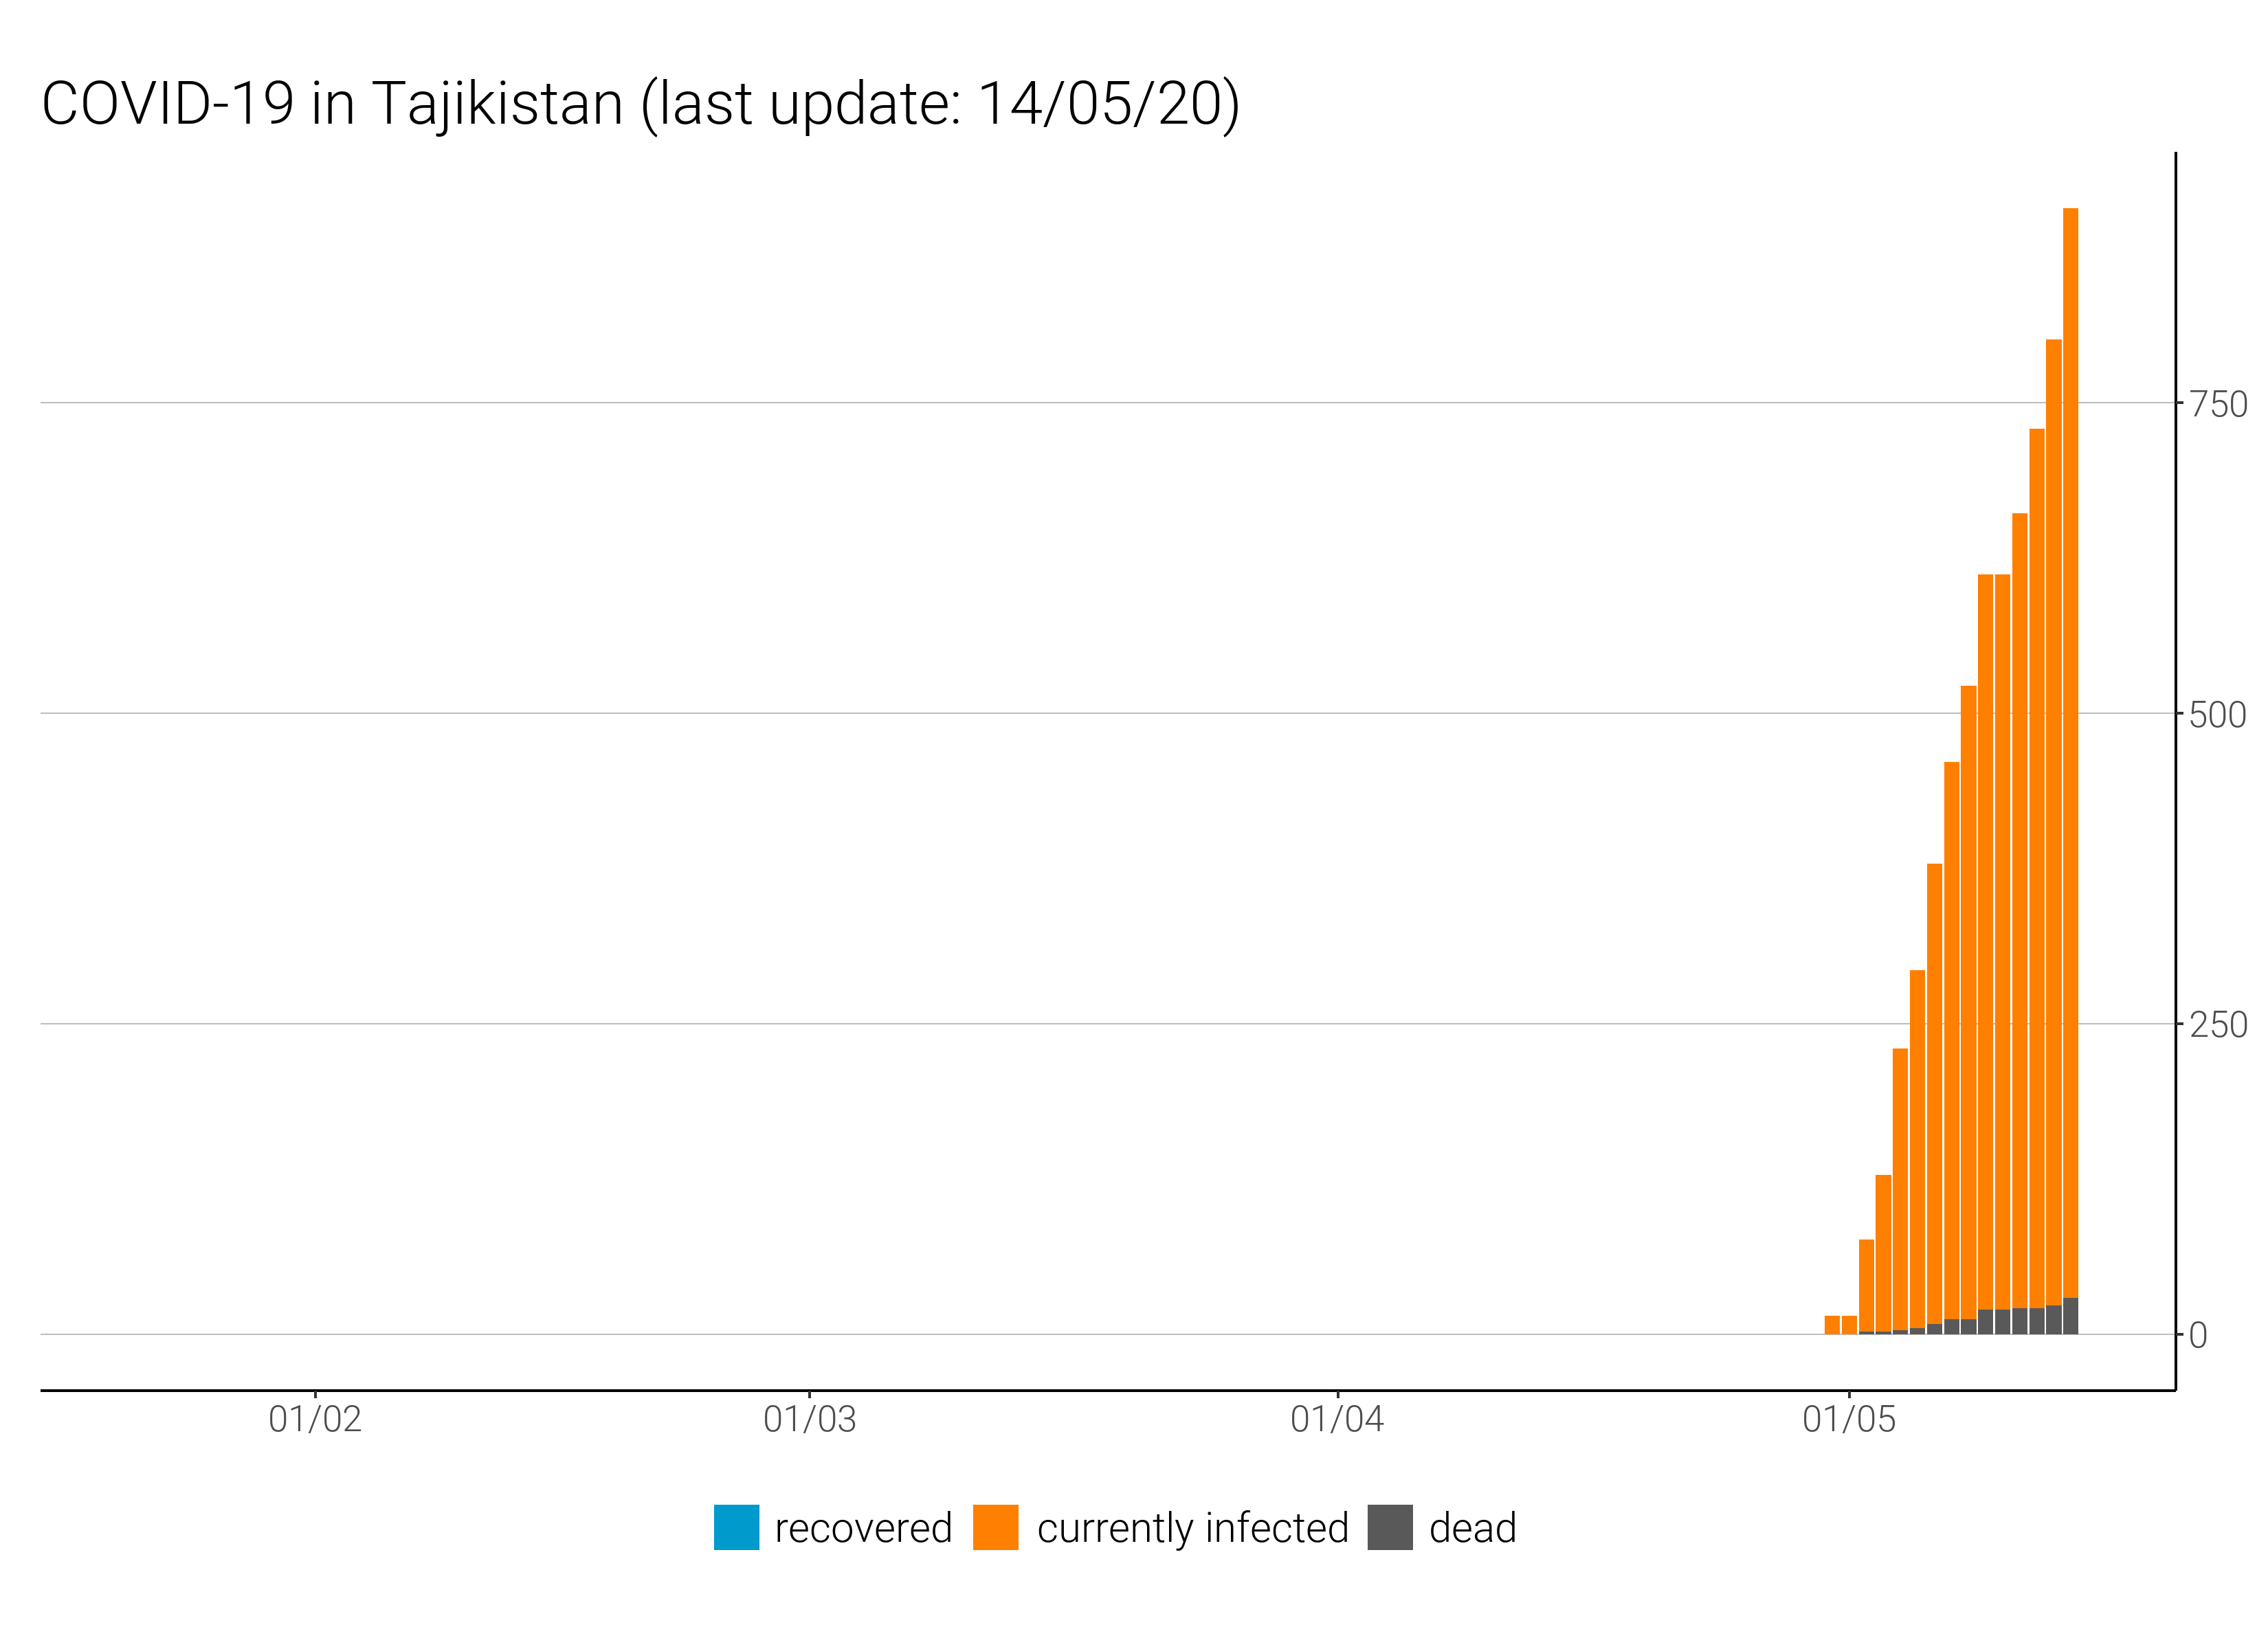 COVID-19 in Tajikistan (last update: 14/05/20)
750
500
250
0
01/02 01/03 01/04 01/05
recovered currently infected dead